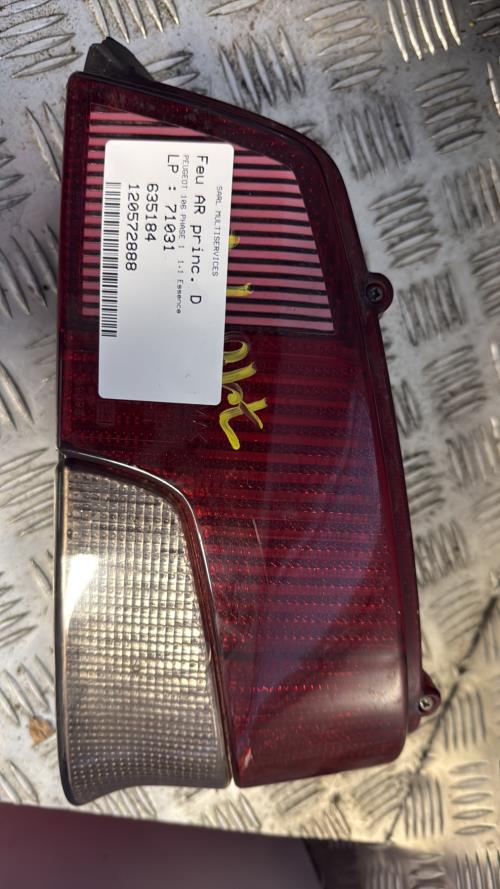 SARL MULTISERVICES
Feu AR princ. D
PEUGEOT 106 PHASE 1 1.1 Essence
LP : 71031
635184
120572888